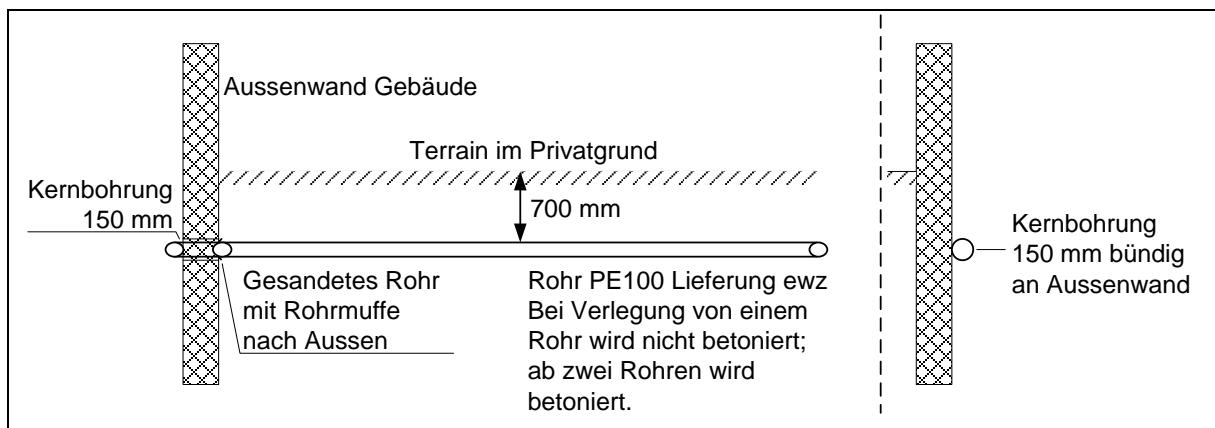 Aussenwand Gebäude
Terrain im Privatgrund
Kernbohrung
150 mm
700 mm
Gesandetes Rohr
mit Rohrmuffe
nach Aussen
Rohr PE100 Lieferung ewz
Bei Verlegung von einem
Rohr wird nicht betoniert;
ab zwei Rohren wird
betoniert.
Kernbohrung
150 mm bündig
an Aussenwand